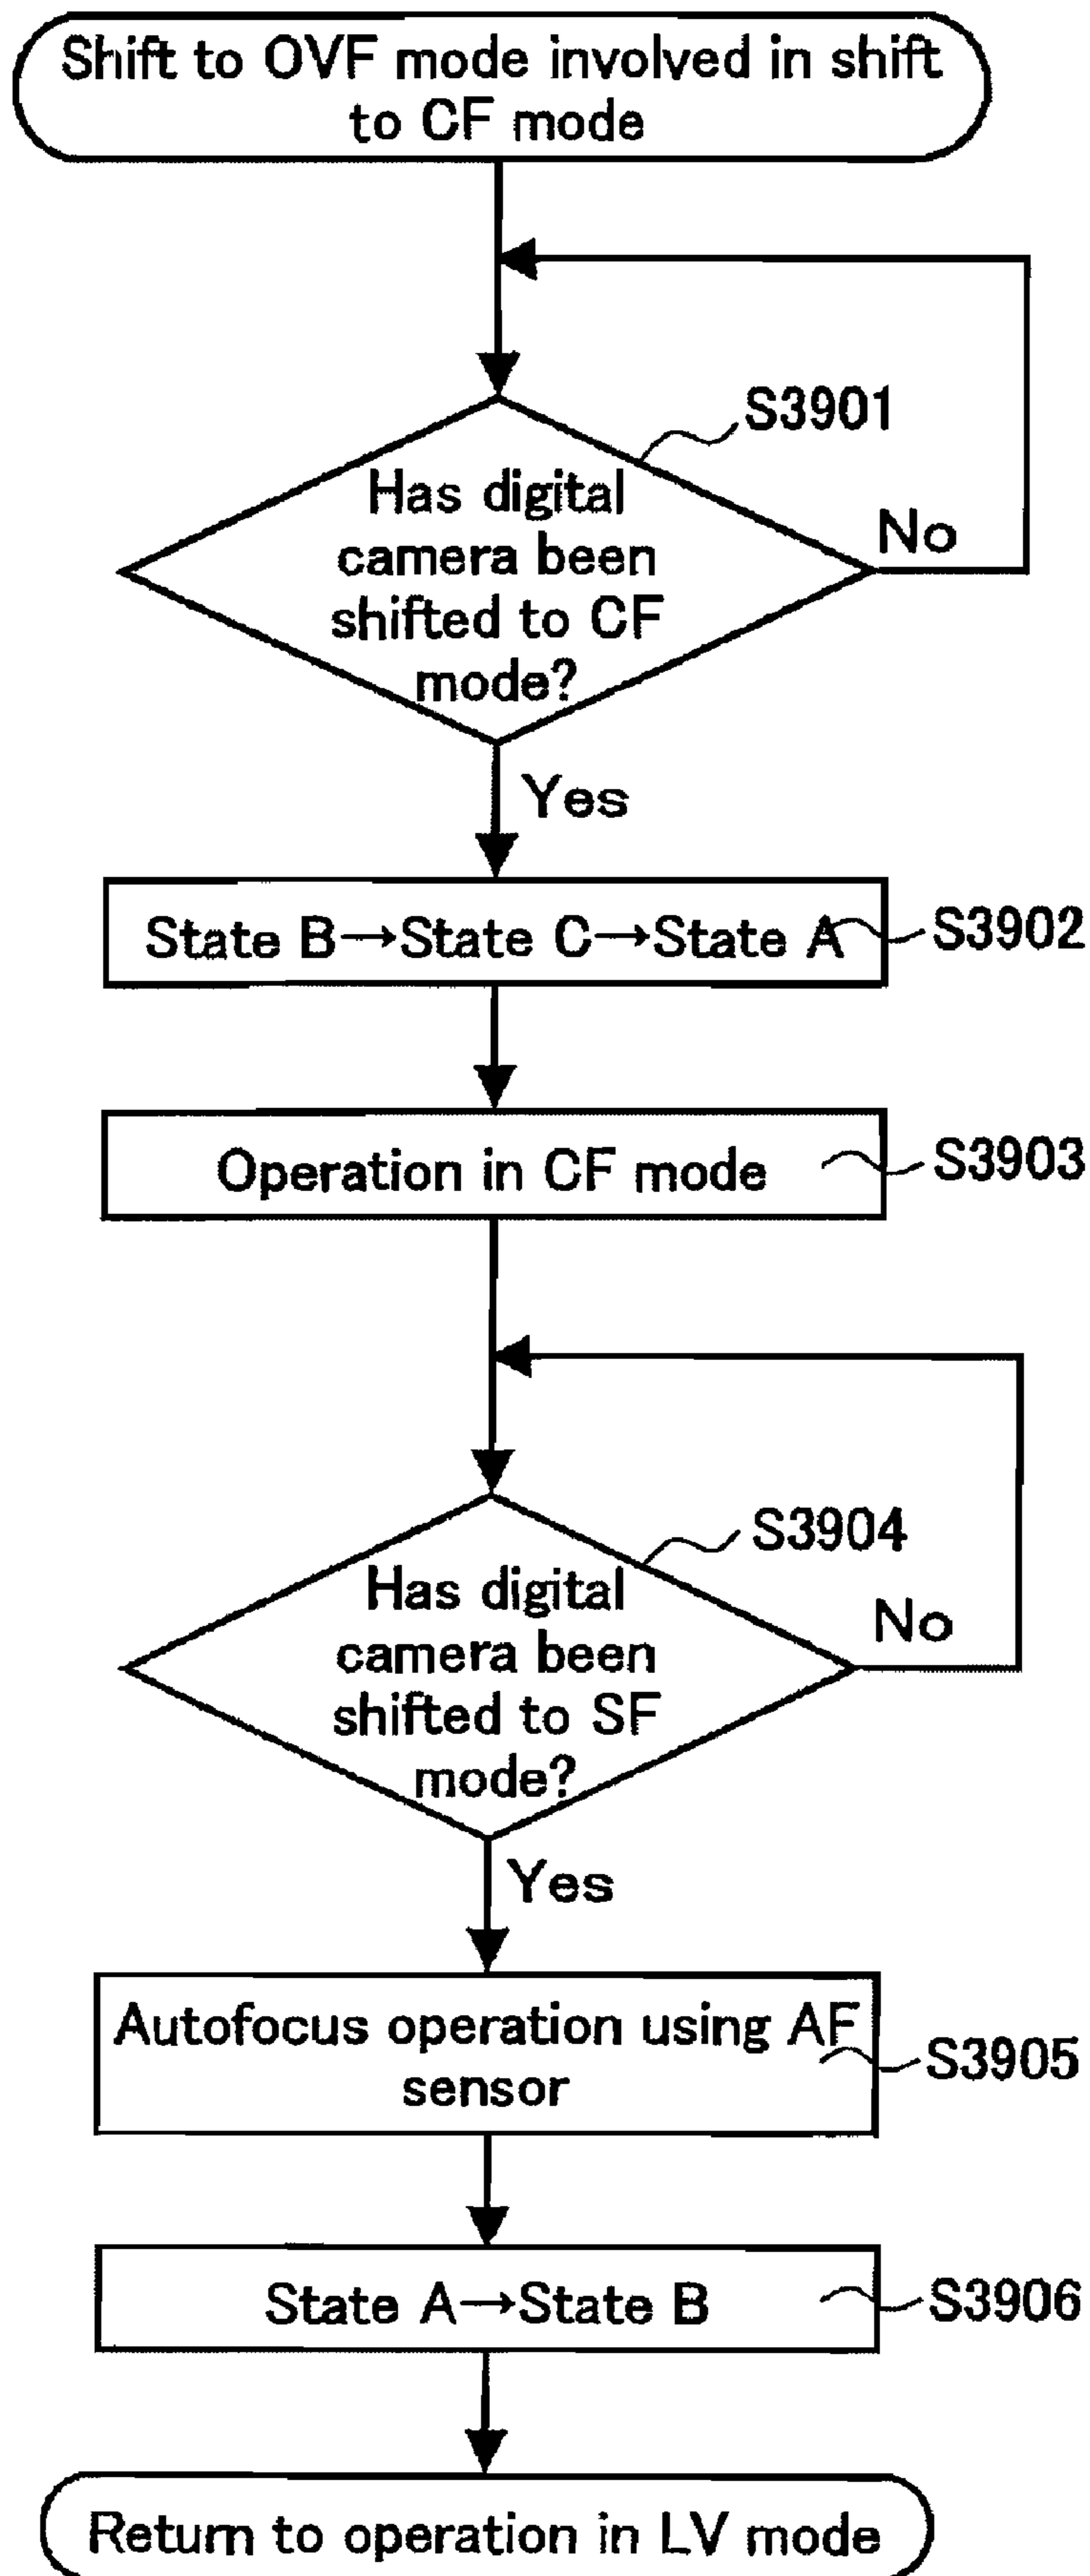 Shift to OVF mode involved in shift
to CF mode
S3901
Has digital
camera been
shifted to CF
mode?
No
Yes
State B→State C→State A
S3902
Operation in CF mode
S3903
S3904
Has digital
camera been
shifted to SF
mode?
No
Yes
Autofocus operation using AF
sensor
S3905
State A→State B
S3906
Return to operation in LV mode